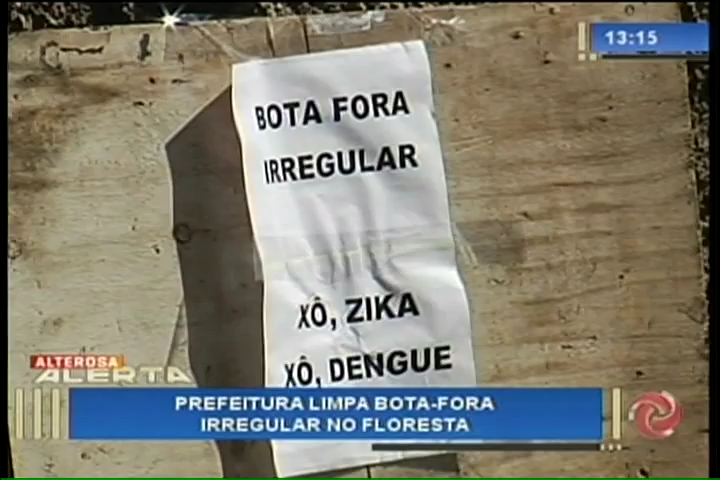 13:15
BOTA FORA
IRREGULAR
XÔ, ZIKA
XÔ, DENGUE
ALTEROSA
ALERTA
PREFEITURA LIMPA BOTA-FORA
IRREGULAR NO FLORESTA